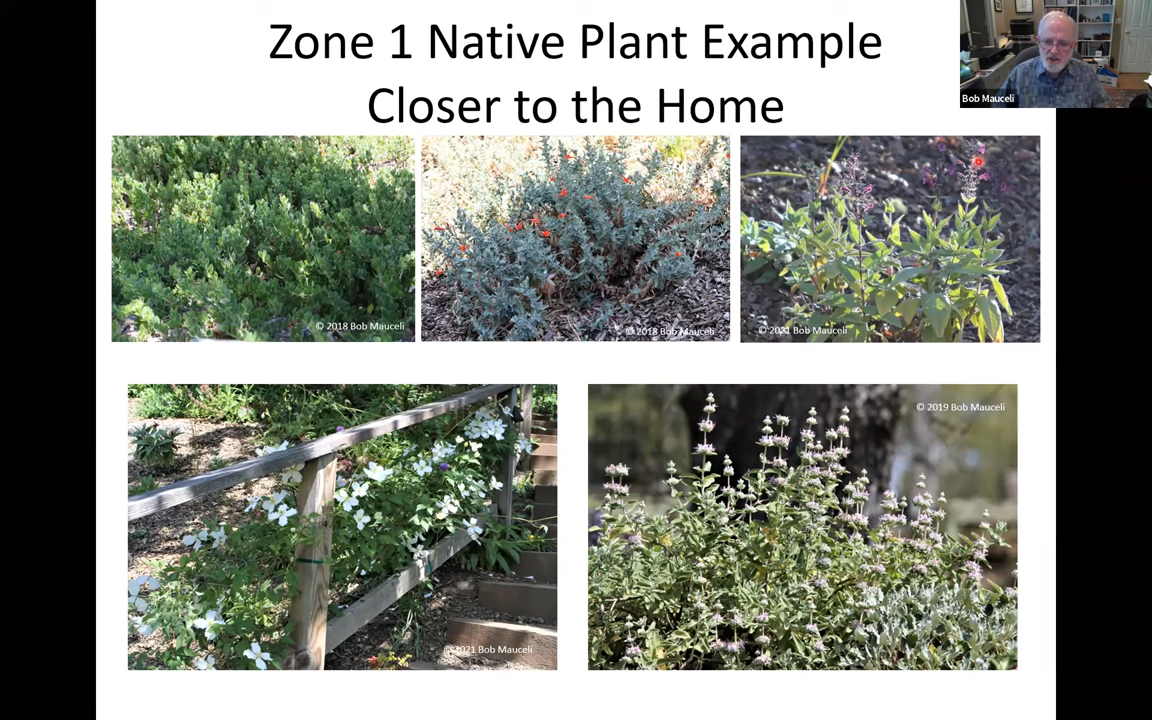 Zone 1 Native Plant Example
Closer to the Home
Bob Mauceli
© 2018 Bob Mauceli
© 2018 Bob Mauceli
© 2021 Bob Mauceli
© 2019 Bob Mauceli
© 2021 Bob Mauceli